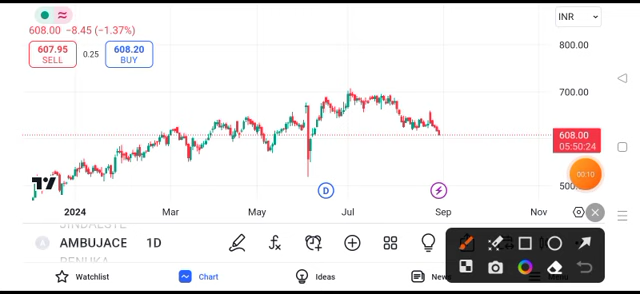 INR
608.00 −8.45 (−1.37%)
800.00
607.95
SELL
0.25
608.20
BUY
700.00
608.00
05:50:24
00:10
D
500.
2024
Mar
May
Jul
Sep
Nov
JINDALSTE
A
AMBUJACE
1D
RENUKA
Watchlist
Chart
Ideas
News